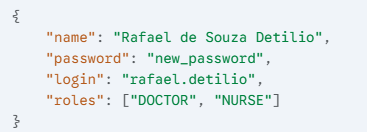 {
"name": "Rafael de Souza Detilio",
"password": "new_password",
"login": "rafael.detilio",
"roles": ["DOCTOR", "NURSE"]
}